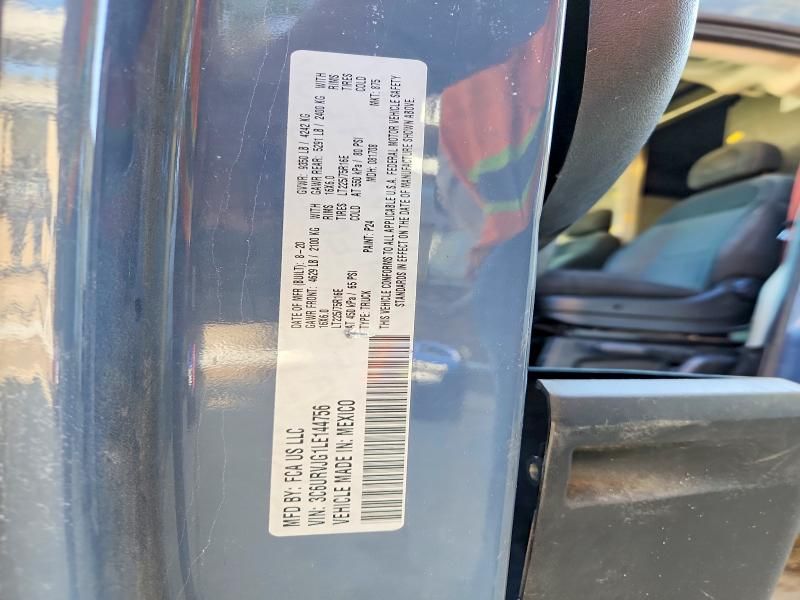 MFD BY: FCA US LLC
DATE OF MFR (BUILT): 8-20 GVWR: 9350 LB / 4242 KG
GAWR FRONT: 4629 LB / 2100 KG WITH GAWR REAR: 5291 LB / 2400 KG WITH
16X6.0 RIMS 16X6.0 RIMS
LT225/75R16E TIRES LT225/75R16E TIRES
AT 450 kPa / 65 PSI COLD AT 550 kPa / 80 PSI COLD
VIN: 3C6URVJG1LE144756
TYPE: TRUCK PAINT: P24 MDH: 081708 MKT: 875
VEHICLE MADE IN: MEXICO
THIS VEHICLE CONFORMS TO ALL APPLICABLE U.S.A. FEDERAL MOTOR VEHICLE SAFETY
STANDARDS IN EFFECT ON THE DATE OF MANUFACTURE SHOWN ABOVE.